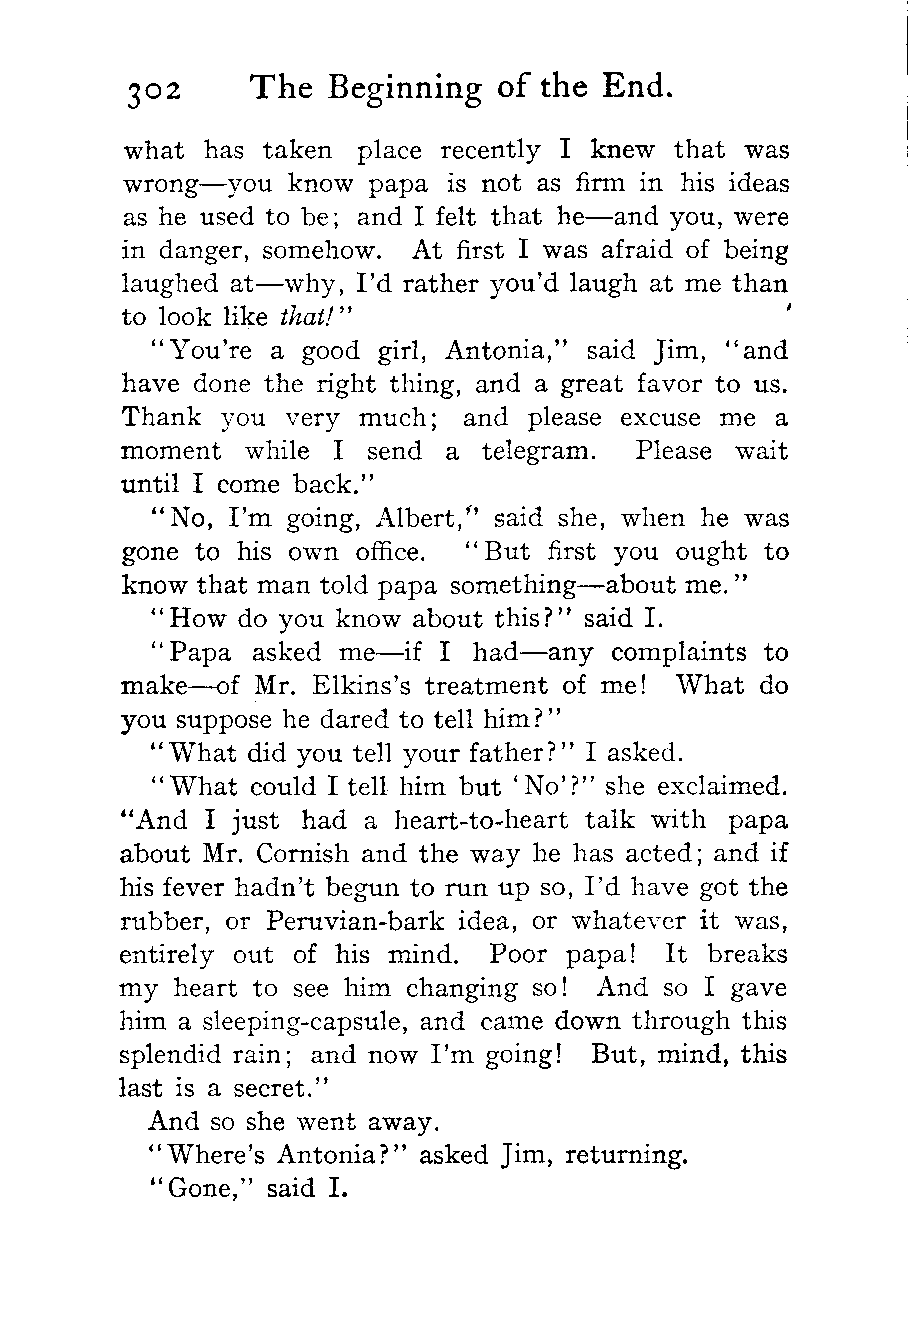 302 The Beginning of the End.
what has taken place recently I knew that was
wrong—you know papa is not as firm in his ideas
as he used to be; and I felt that he—and you, were
in danger, somehow. At first I was afraid of being
laughed at—why, I'd rather you'd laugh at me than
to look like that!"
"You're a good girl, Antonia," said Jim, "and
have done the right thing, and a great favor to us.
Thank you very much; and please excuse me a
moment while I send a telegram. Please wait
until I come back."
"No, I'm going, Albert," said she, when he was
gone to his own office. "But first you ought to
know that man told papa something—about me."
"How do you know about this?" said I.
"Papa asked me—if I had—any complaints to
make—of Mr. Elkins's treatment of me! What do
you suppose he dared to tell him?"
"What did you tell your father?" I asked.
"What could I tell him but 'No'?" she exclaimed.
"And I just had a heart-to-heart talk with papa
about Mr. Cornish and the way he has acted; and if
his fever hadn't begun to run up so, I'd have got the
rubber, or Peruvian-bark idea, or whatever it was,
entirely out of his mind. Poor papa! It breaks
my heart to see him changing so! And so I gave
him a sleeping-capsule, and came down through this
splendid rain; and now I'm going! But, mind, this
last is a secret."
And so she went away.
"Where's Antonia?" asked Jim, returning.
"Gone," said I.